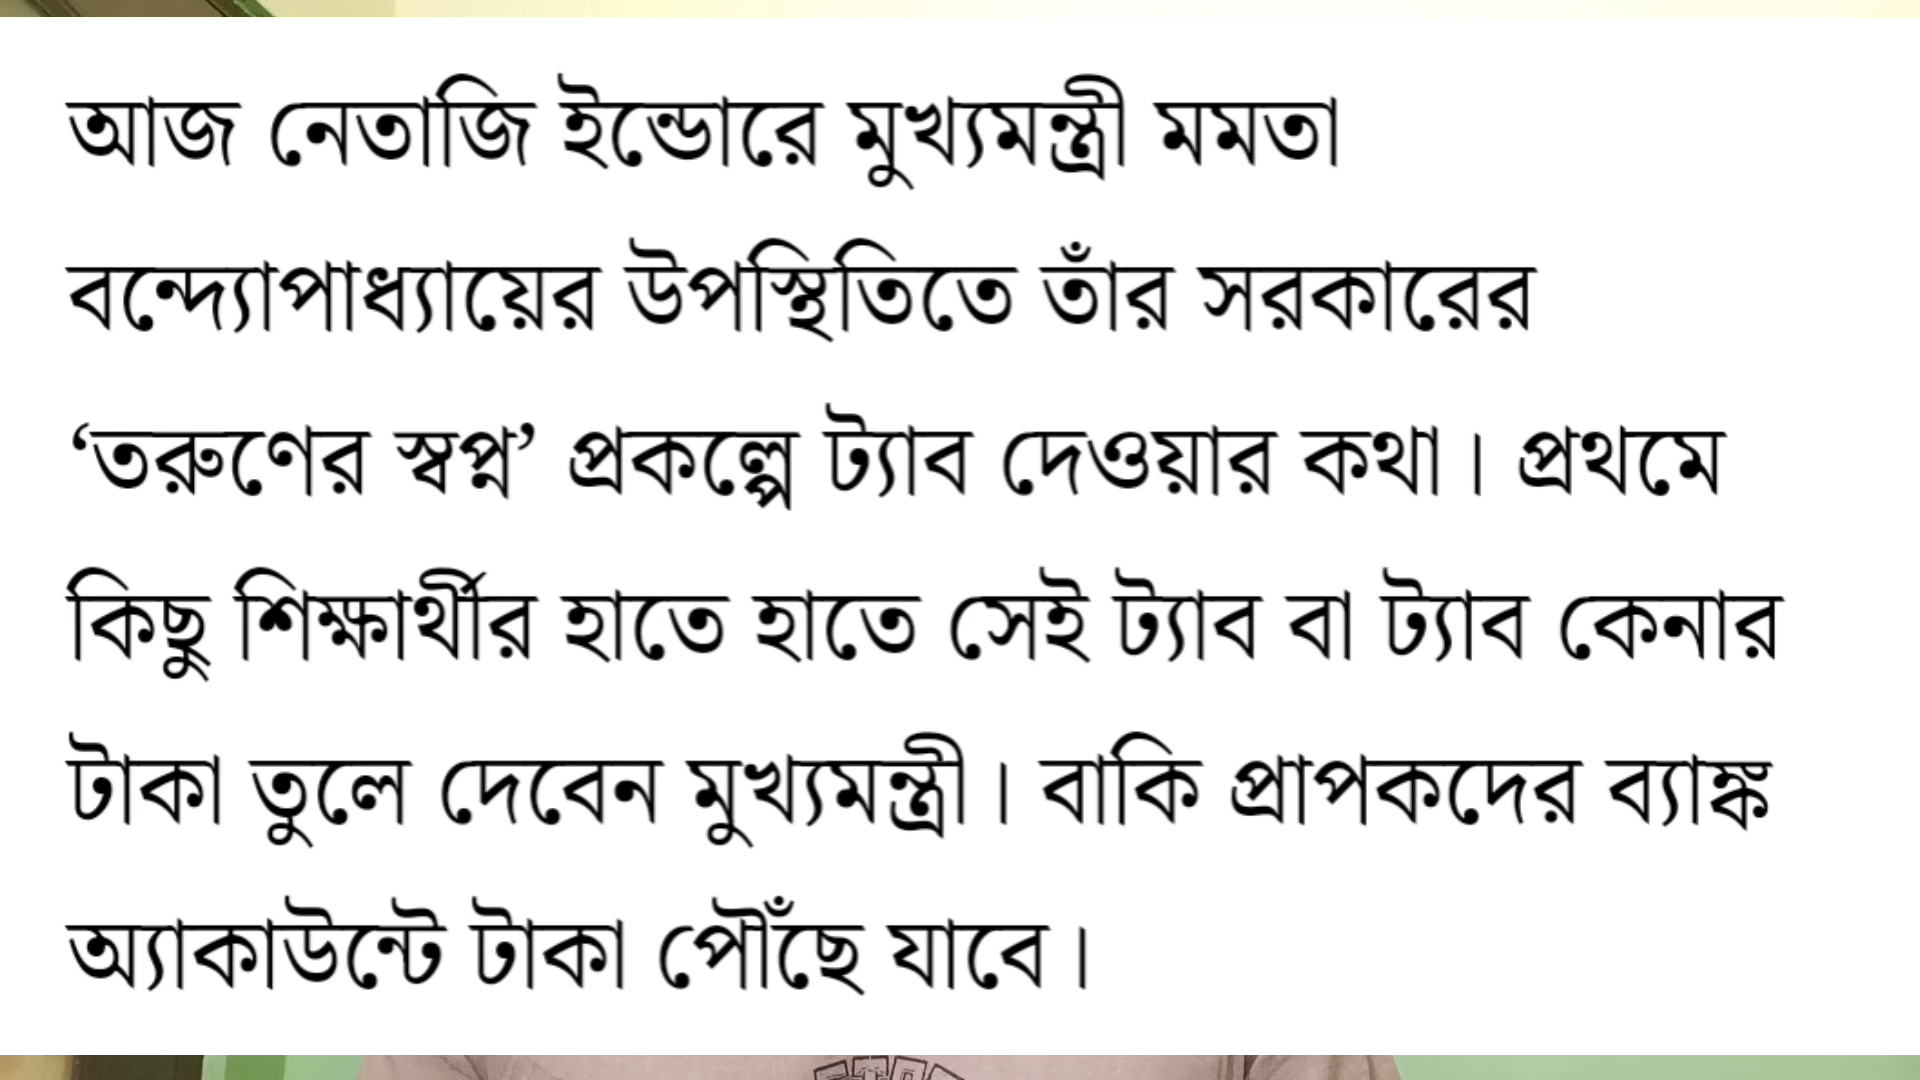 আজ নেতাজি ইন্ডোরে মুখ্যমন্ত্রী মমতা
বন্দ্যোপাধ্যায়ের উপস্থিতিতে তাঁর সরকারের
‘তরুণের স্বপ্ন’ প্রকল্পে ট্যাব দেওয়ার কথা। প্রথমে
কিছু শিক্ষার্থীর হাতে হাতে সেই ট্যাব বা ট্যাব কেনার
টাকা তুলে দেবেন মুখ্যমন্ত্রী। বাকি প্রাপকদের ব্যাঙ্ক
অ্যাকাউন্টে টাকা পৌঁছে যাবে।